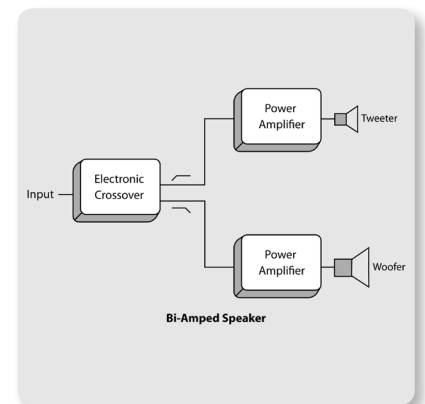 Power
Amplifier
Tweeter
Electronic
Crossover
Input
Power
Amplifier
Woofer
Bi-Amped Speaker